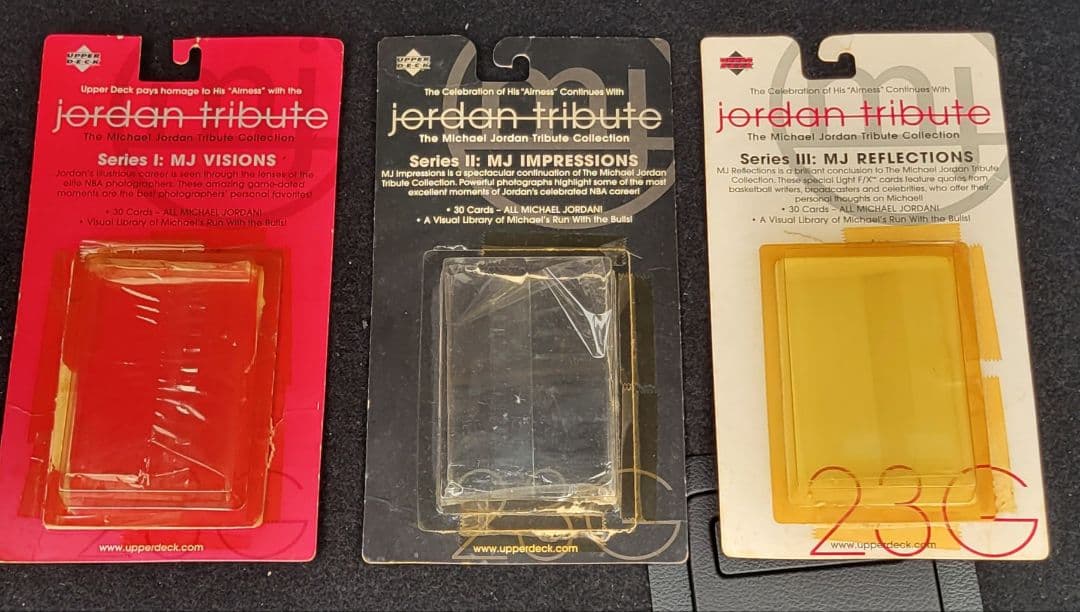 UPPER
DECK
mj
Upper Deck pays homage to His "Airness" with the
jordan tribute
The Michael Jordan Tribute Collection
Series I: MJ VISIONS
Jordan's illustrious career is seen through the lenses of the
elite NBA photographers. These amazing game-dated
moments are the best photographers' personal favorites!
• 30 Cards – ALL MICHAEL JORDAN!
• Visual Library of Michael's Run With the Bulls!
23G
www.upperdeck.com
UPPER
DECK
mj
The Celebration of His "Airness" Continues With
jordan tribute
The Michael Jordan Tribute Collection
Series II: MJ IMPRESSIONS
MJ Impressions is a spectacular continuation of The Michael Jordan
Tribute Collection. Powerful photographs highlight some of the most
excellent moments of Jordan's celebrated NBA career!
• 30 Cards – ALL MICHAEL JORDAN!
• A Visual Library of Michael's Run With the Bulls!
23G
www.upperdeck.com
UPPER
DECK
mj
The Celebration of His "Airness" Continues With
jordan tribute
The Michael Jordan Tribute Collection
Series III: MJ REFLECTIONS
MJ Reflections is a brilliant conclusion to The Michael Jordan Tribute
Collection. These special Light F/X™ cards feature quotes from
basketball writers, broadcasters and celebrities, who offer their
personal thoughts on Michael!
• 30 Cards – ALL MICHAEL JORDAN!
• A Visual Library of Michael's Run With the Bulls!
23G
www.upperdeck.com